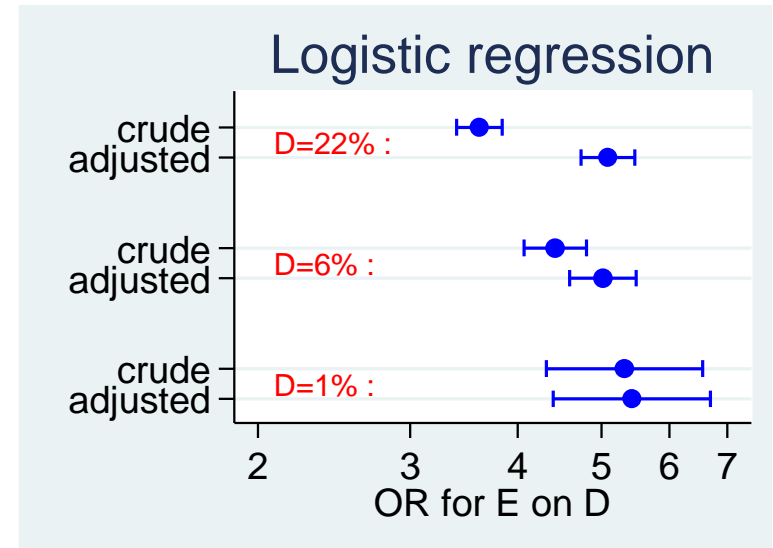 Logistic regression
crude
adjusted
D=22% :
crude
adjusted
D=6% :
crude
adjusted
D=1% :
2 3 4 5 6 7
OR for E on D